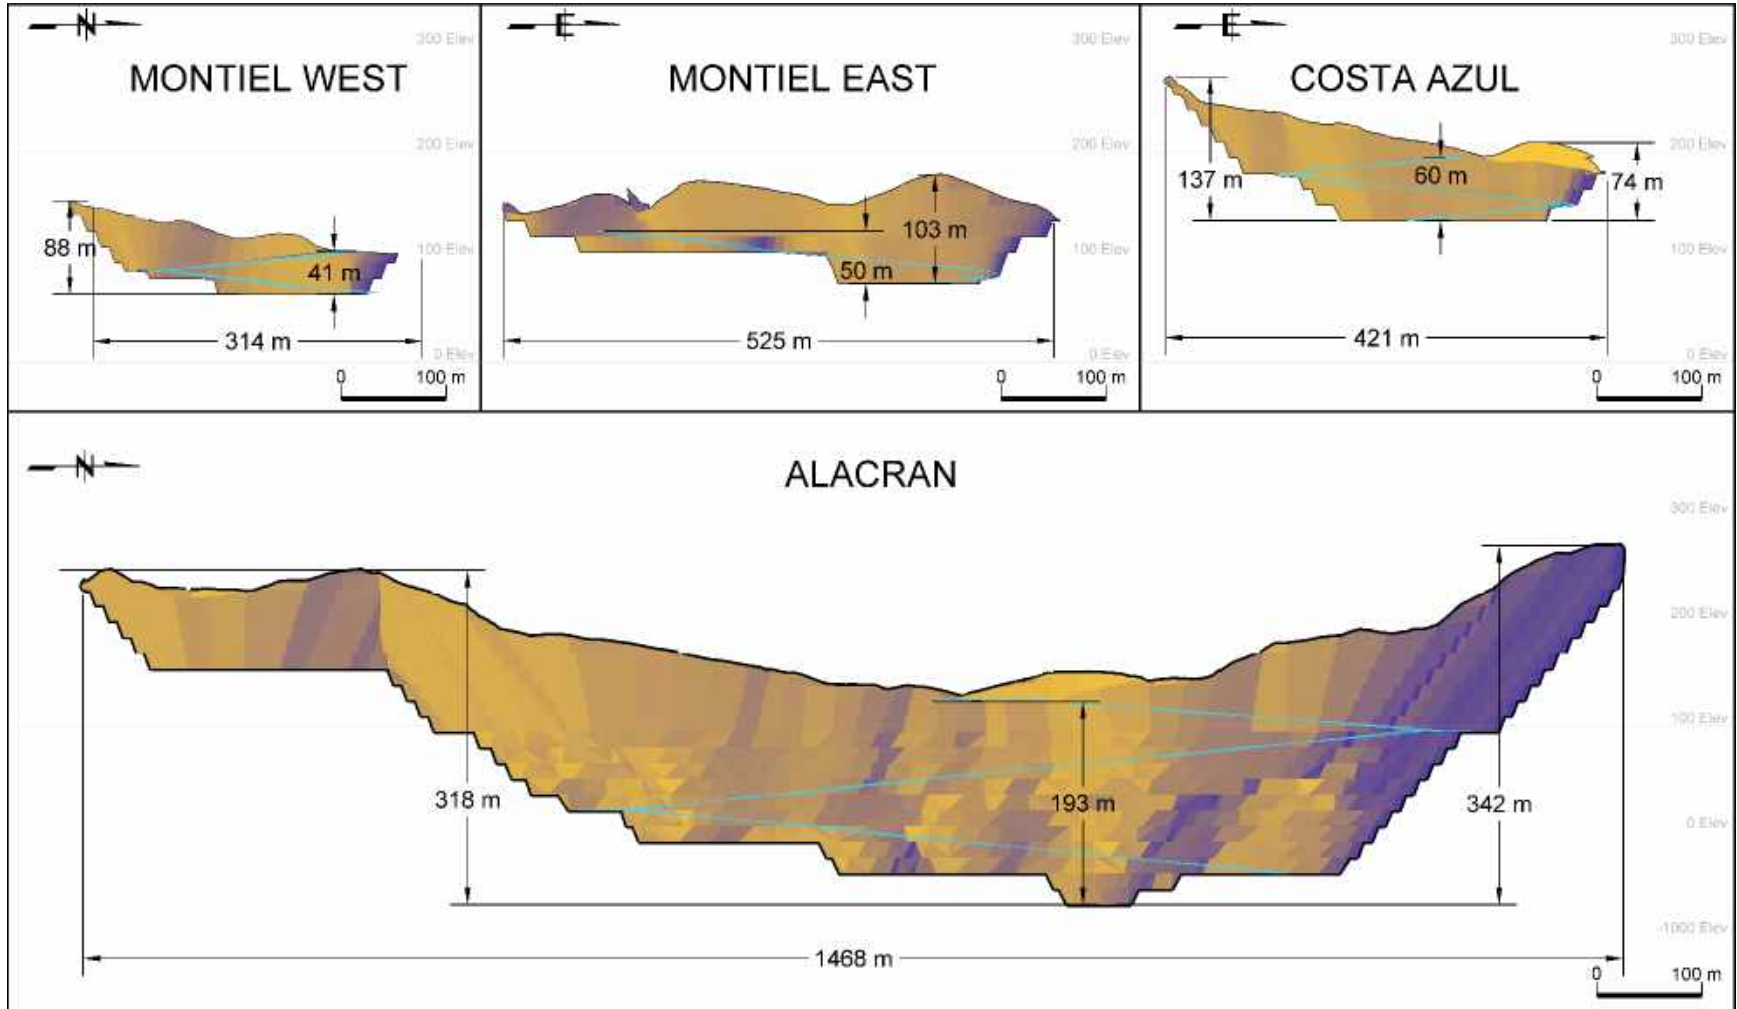 N
300 Elev
MONTIEL WEST
200 Elev
88 m
100 Elev
41 m
314 m
0 Elev
0 100 m
E
300 Elev
MONTIEL EAST
200 Elev
103 m
100 Elev
50 m
525 m
0 Elev
0 100 m
E
300 Elev
COSTA AZUL
200 Elev
137 m 60 m 74 m
100 Elev
421 m
0 Elev
0 100 m
N
ALACRAN
300 Elev
200 Elev
100 Elev
318 m 193 m 342 m
0 Elev
-1000 Elev
1468 m
0 100 m